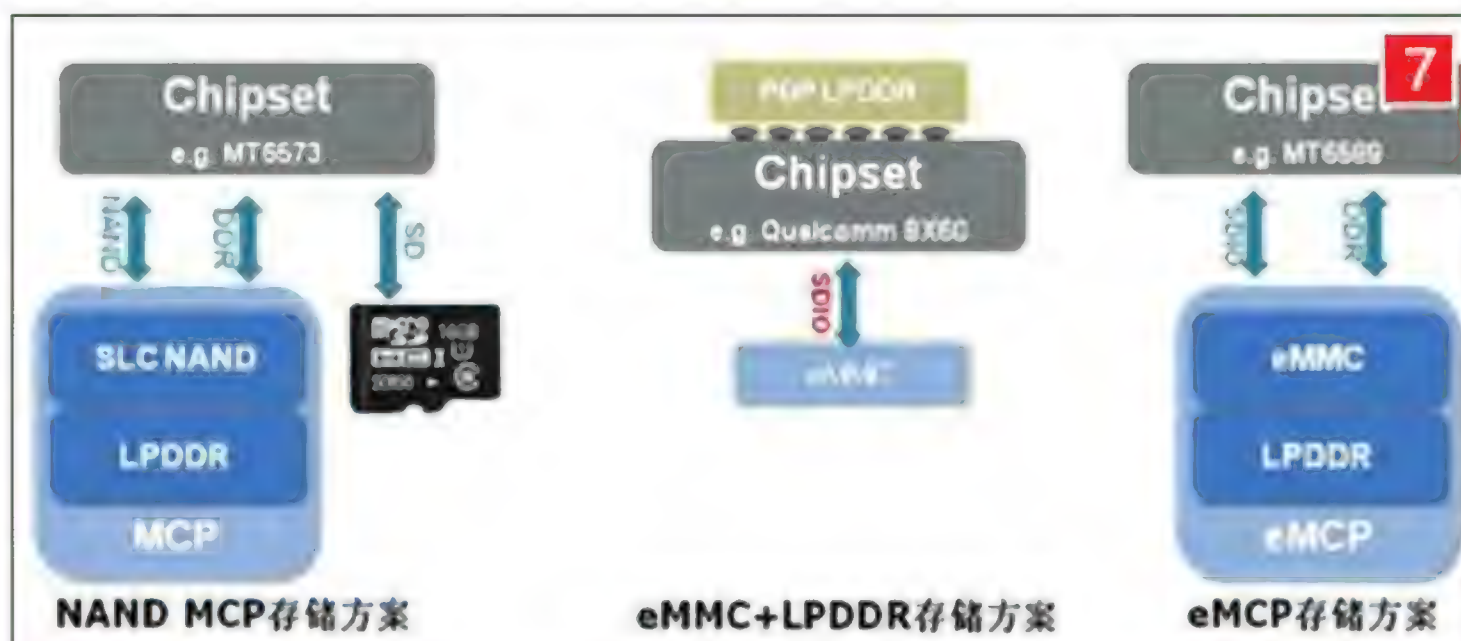 7
Chipset
e.g. MT6573
NAND
DDR
SD
SLC NAND
LPDDR
MCP
NAND MCP存储方案
POP LPDDR
Chipset
e.g. Qualcomm 8X60
SDIO
eMMC
eMMC+LPDDR存储方案
Chipset
e.g. MT6589
SDIO
DDR
eMMC
LPDDR
eMCP
eMCP存储方案